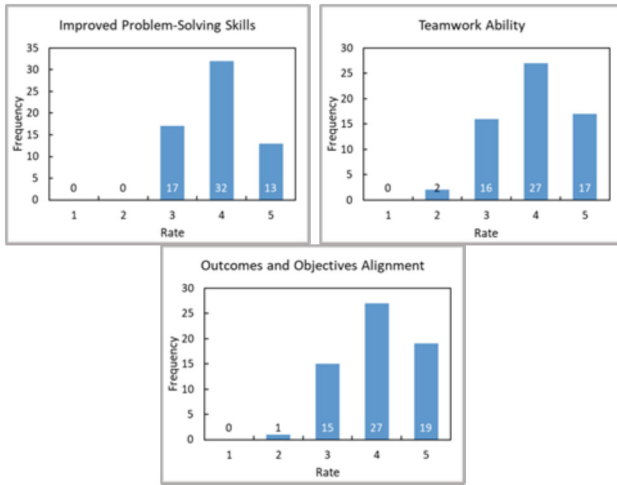 Improved Problem-Solving Skills
35
30
25
20
15
10
5
0
Frequency
0 0 17 32 13
1 2 3 4 5
Rate
Teamwork Ability
30
25
20
15
10
5
0
Frequency
0 2 16 27 17
1 2 3 4 5
Rate
Outcomes and Objectives Alignment
30
25
20
15
10
5
0
Frequency
0 1 15 27 19
1 2 3 4 5
Rate